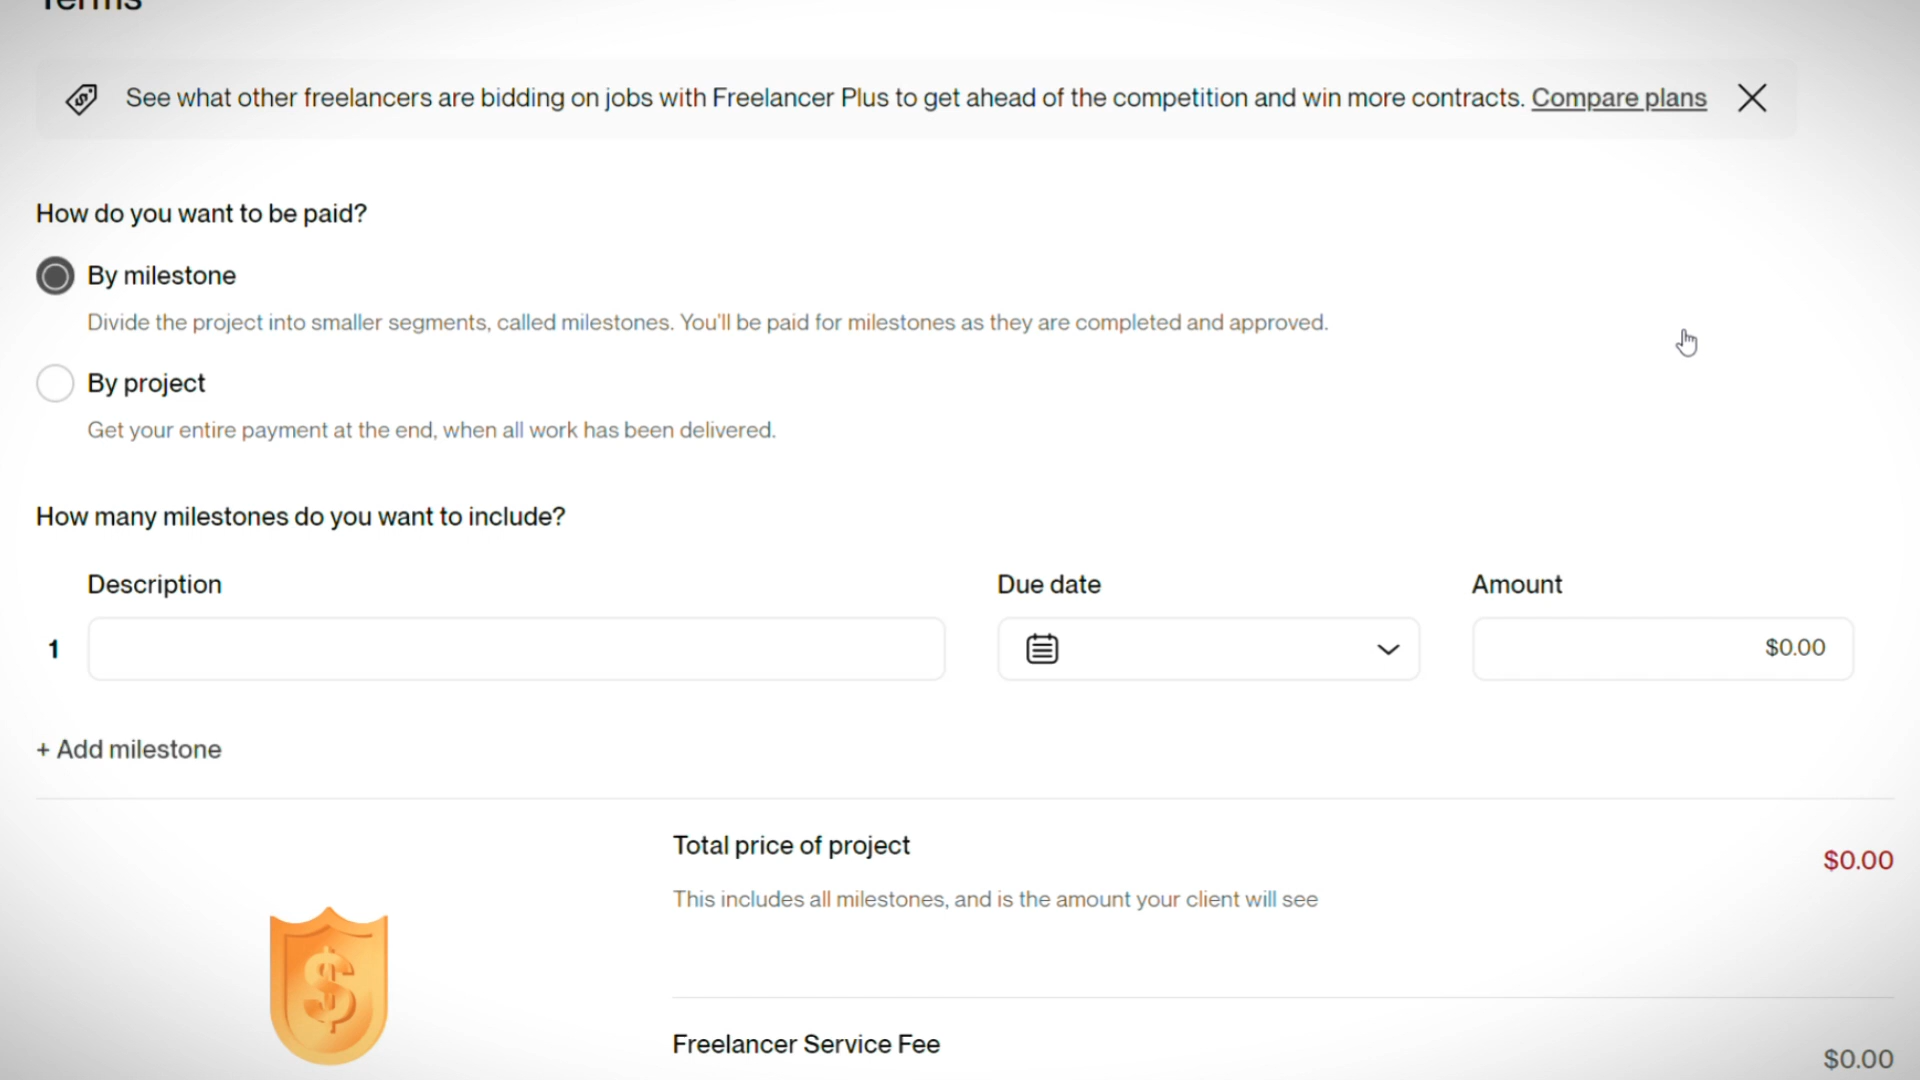 Terms
See what other freelancers are bidding on jobs with Freelancer Plus to get ahead of the competition and win more contracts. Compare plans
How do you want to be paid?
By milestone
Divide the project into smaller segments, called milestones. You'll be paid for milestones as they are completed and approved.
By project
Get your entire payment at the end, when all work has been delivered.
How many milestones do you want to include?
Description Due date Amount
1 $0.00
+ Add milestone
Total price of project
$0.00
This includes all milestones, and is the amount your client will see
$
Freelancer Service Fee
$0.00